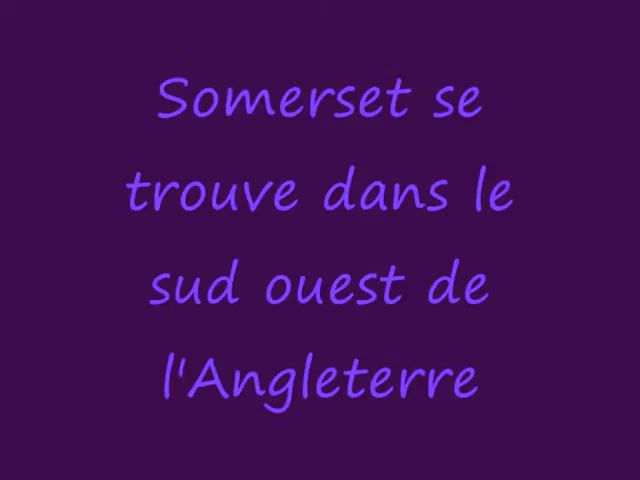 Somerset se
trouve dans le
sud ouest de
l'Angleterre